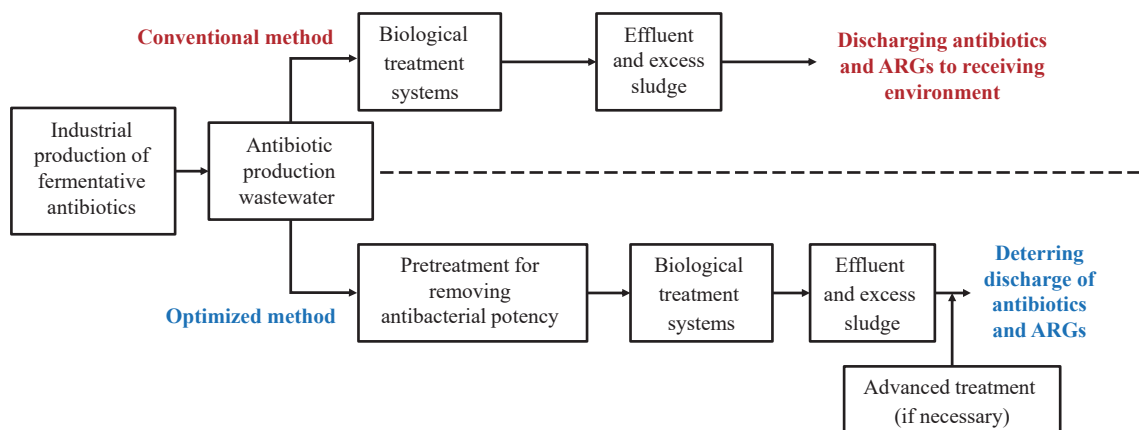 Conventional method
Biological
treatment
systems
Effluent
and excess
sludge
Discharging antibiotics
and ARGs to receiving
environment
Industrial
production of
fermentative
antibiotics
Antibiotic
production
wastewater
Optimized method
Pretreatment for
removing
antibacterial potency
Biological
treatment
systems
Effluent
and excess
sludge
Deterring
discharge of
antibiotics
and ARGs
Advanced treatment
(if necessary)